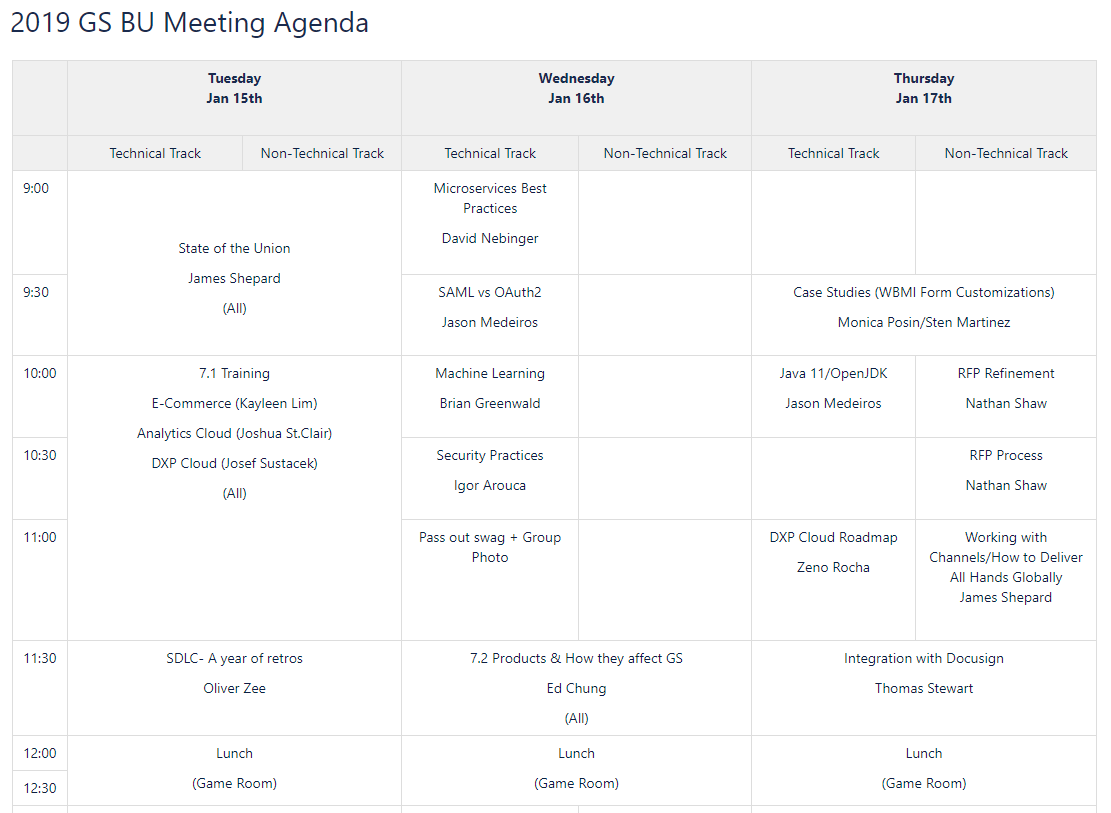 2019 GS BU Meeting Agenda
Tuesday
Jan 15th
Wednesday
Jan 16th
Thursday
Jan 17th
Technical Track
Non-Technical Track
Technical Track
Non-Technical Track
Technical Track
Non-Technical Track
9:00
State of the Union
James Shepard
(All)
Microservices Best
Practices
David Nebinger
9:30
SAML vs OAuth2
Jason Medeiros
Case Studies (WBMI Form Customizations)
Monica Posin/Sten Martinez
10:00
7.1 Training
E-Commerce (Kayleen Lim)
Analytics Cloud (Joshua St.Clair)
DXP Cloud (Josef Sustacek)
(All)
Machine Learning
Brian Greenwald
Java 11/OpenJDK
Jason Medeiros
RFP Refinement
Nathan Shaw
10:30
Security Practices
Igor Arouca
RFP Process
Nathan Shaw
11:00
Pass out swag + Group
Photo
DXP Cloud Roadmap
Zeno Rocha
Working with
Channels/How to Deliver
All Hands Globally
James Shepard
11:30
SDLC- A year of retros
Oliver Zee
7.2 Products & How they affect GS
Ed Chung
(All)
Integration with Docusign
Thomas Stewart
12:00
Lunch
(Game Room)
Lunch
(Game Room)
Lunch
(Game Room)
12:30